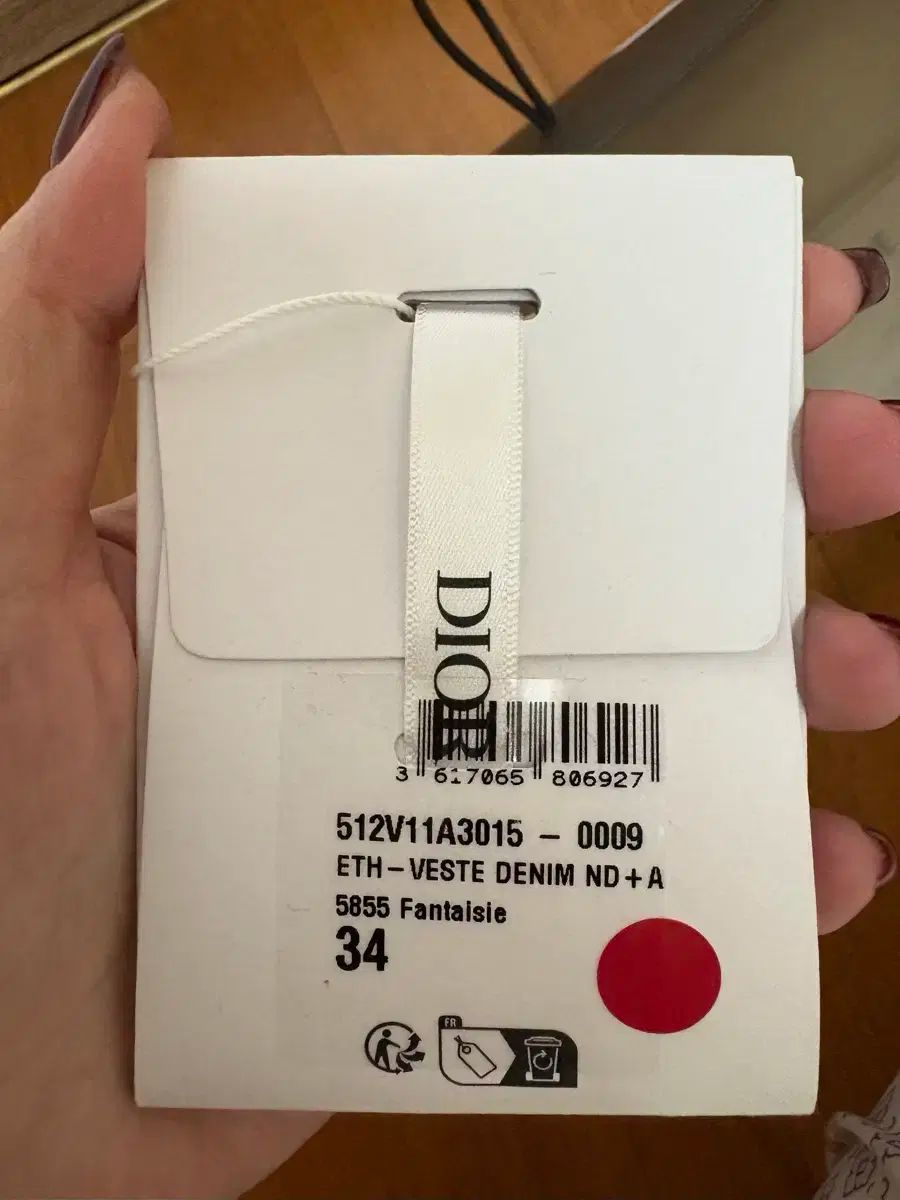 DIOR
3 617065 806927
512V11A3015 – 0009
ETH–VESTE DENIM ND+A
5855 Fantaisie
34
FR